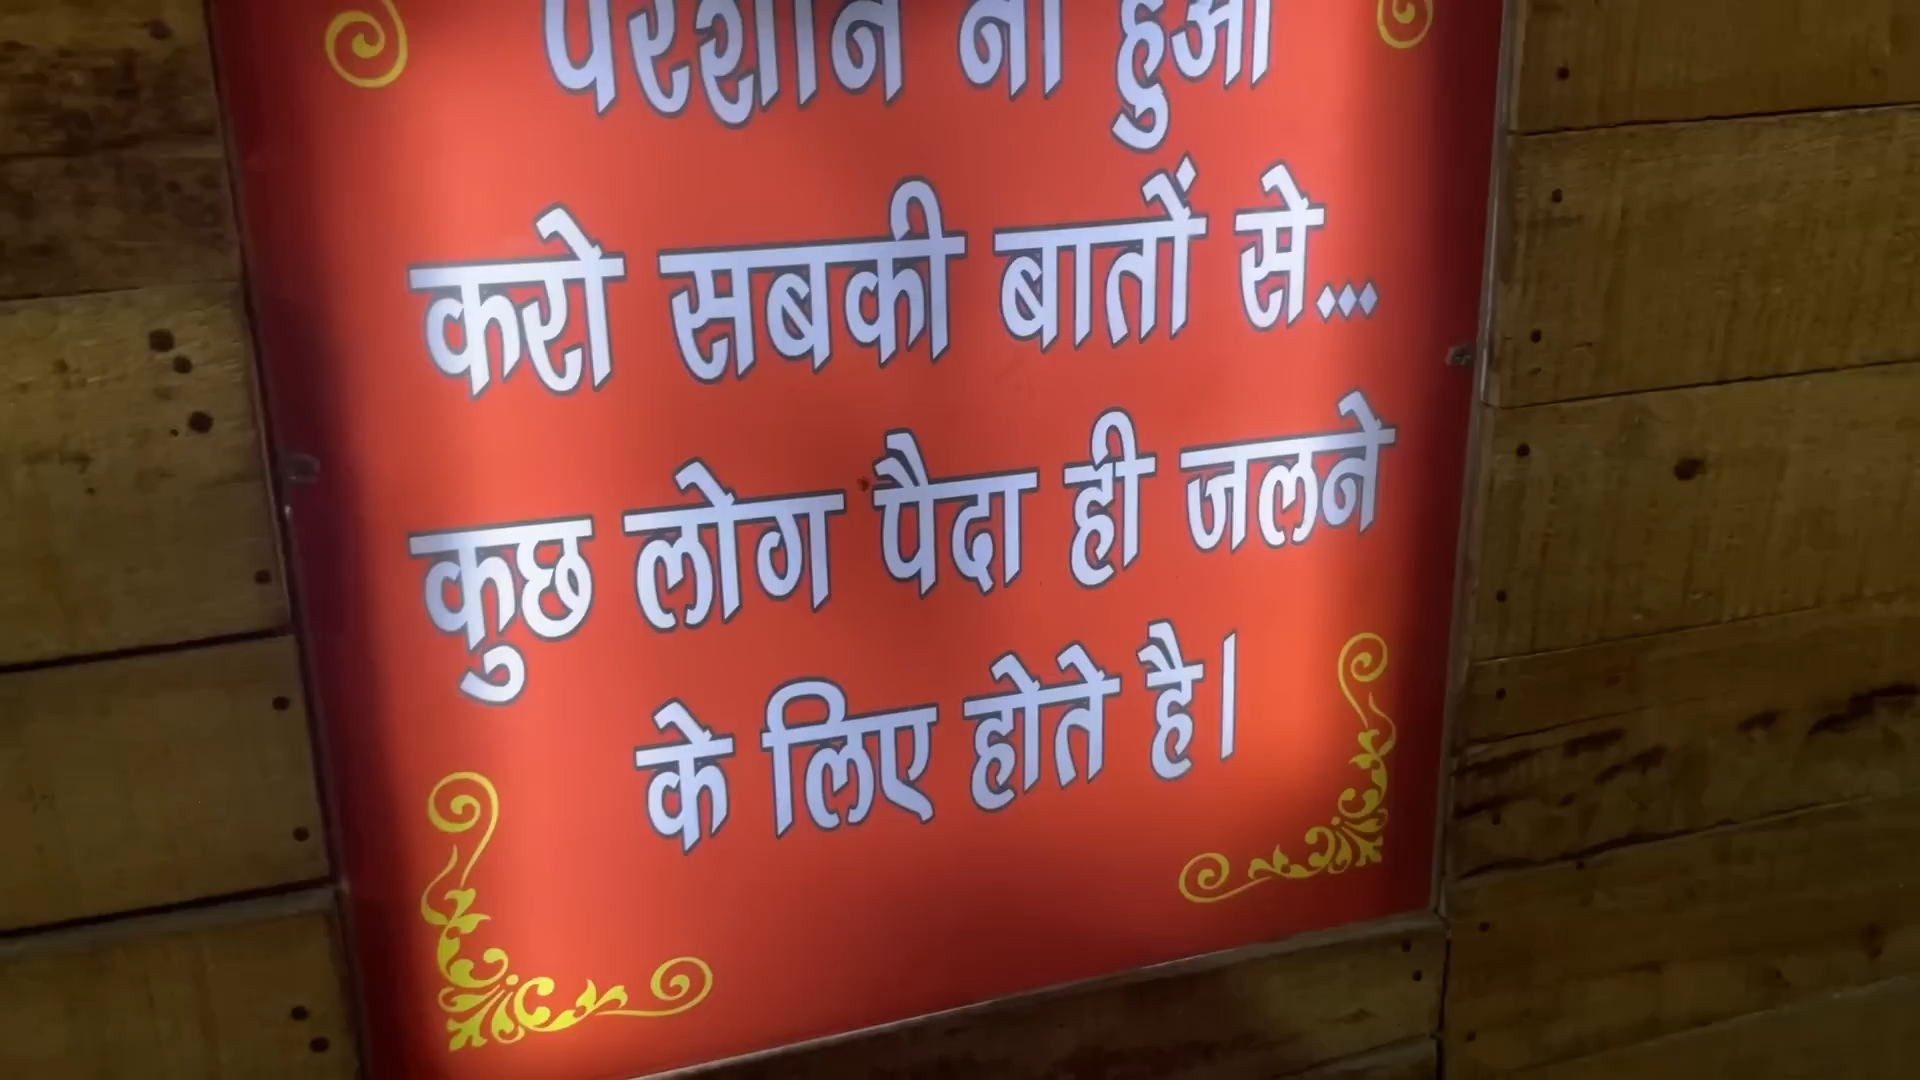 परेशान ना हुआ
करो सबकी बातों से...
कुछ लोग पैदा ही जलने
के लिए होते है।